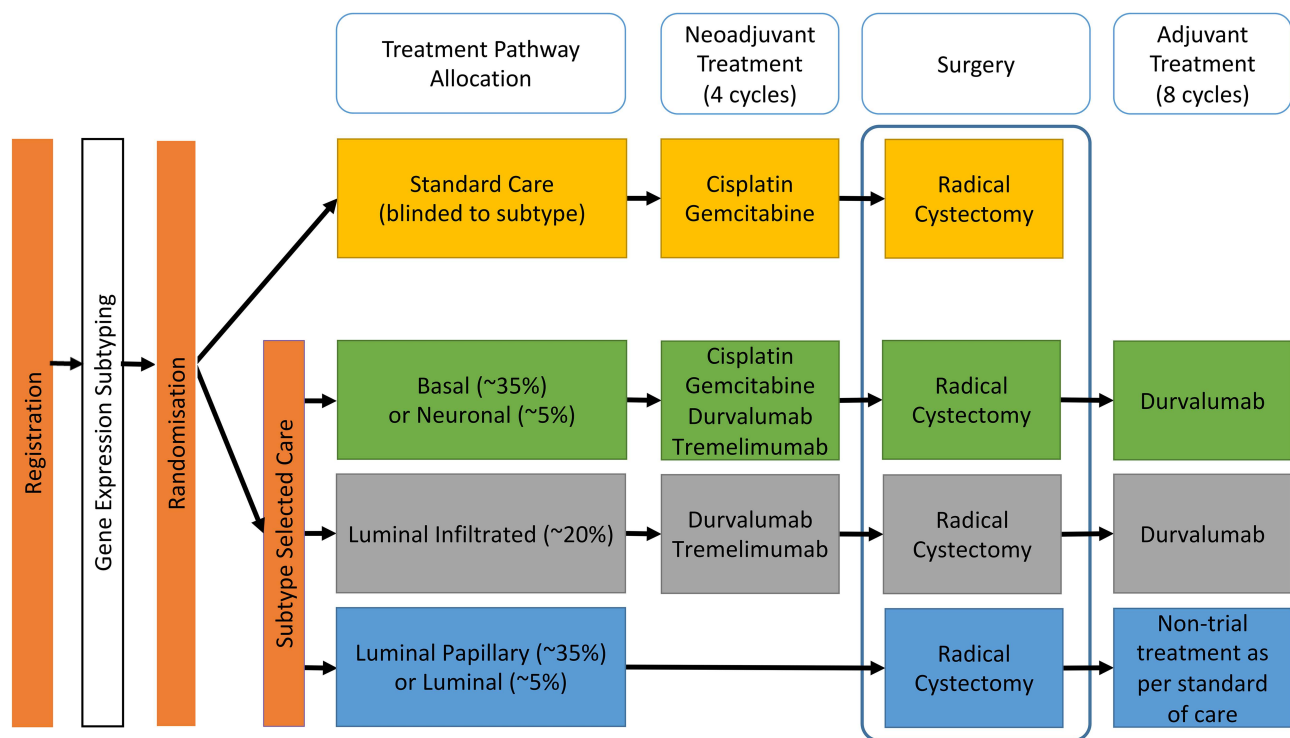 Treatment Pathway
Allocation
Neoadjuvant
Treatment
(4 cycles)
Surgery
Adjuvant
Treatment
(8 cycles)
Registration
Gene Expression Subtyping
Randomisation
Standard Care
(blinded to subtype)
Cisplatin
Gemcitabine
Radical
Cystectomy
Subtype Selected Care
Basal (~35%)
or Neuronal (~5%)
Cisplatin
Gemcitabine
Durvalumab
Tremelimumab
Radical
Cystectomy
Durvalumab
Luminal Infiltrated (~20%)
Durvalumab
Tremelimumab
Radical
Cystectomy
Durvalumab
Luminal Papillary (~35%)
or Luminal (~5%)
Radical
Cystectomy
Non-trial
treatment as
per standard
of care